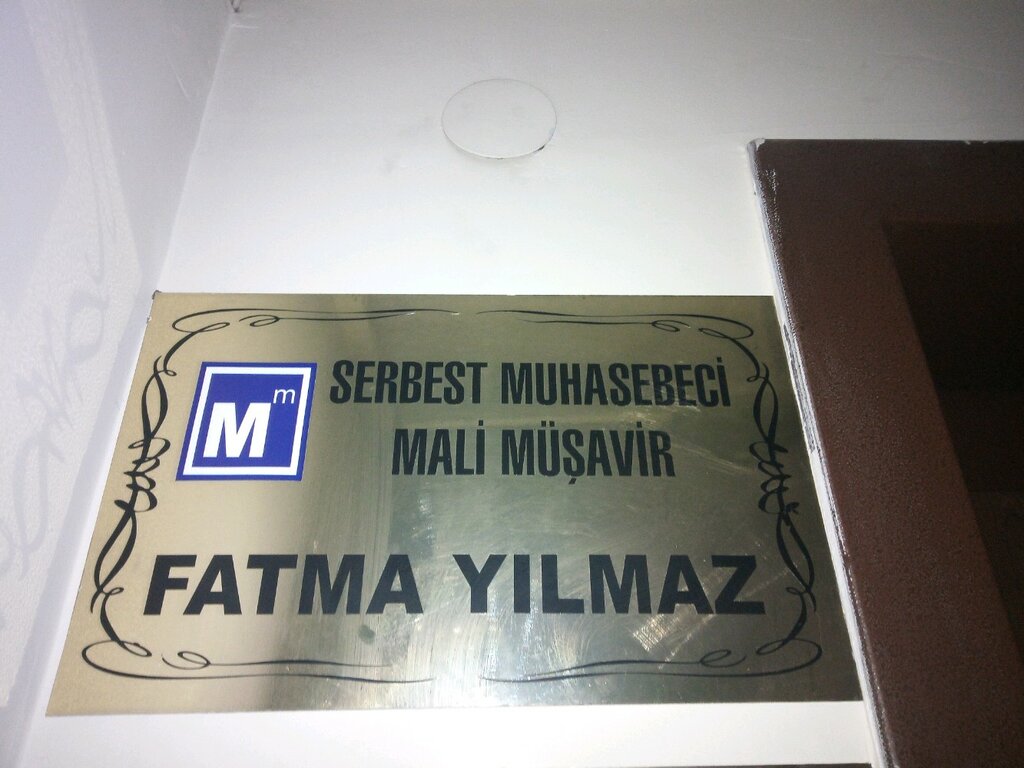 Mm
SERBEST MUHASEBECİ
MALİ MÜŞAVİR
FATMA YILMAZ